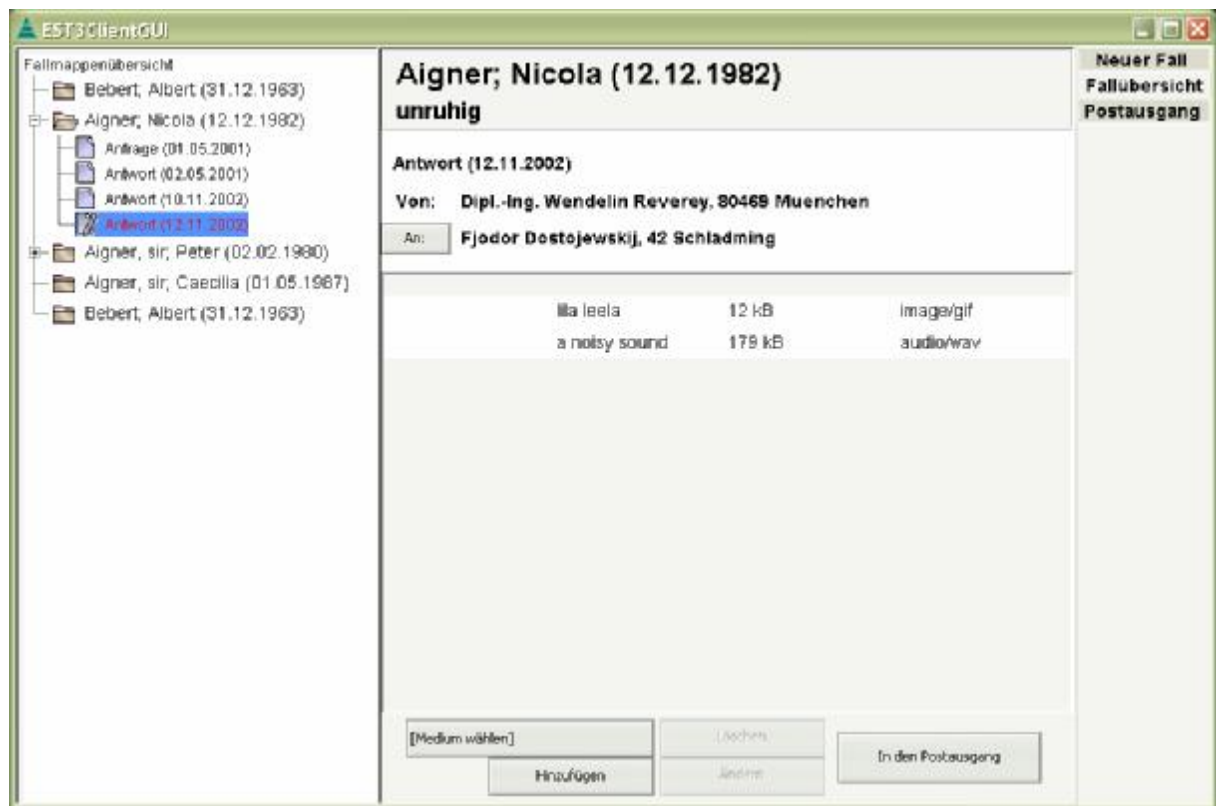 EST3ClientGUI
Fallmappenübersicht
Bebert, Albert (31.12.1963)
Aigner; Nicola (12.12.1982)
Anfrage (01.05.2001)
Antwort (02.05.2001)
Antwort (10.11.2002)
Antwort (12.11.2002)
Aigner, sir; Peter (02.02.1980)
Aigner, sir; Caecilia (01.05.1967)
Bebert, Albert (31.12.1963)
Aigner; Nicola (12.12.1982)
unruhig
Antwort (12.11.2002)
Von: Dipl.-Ing. Wendelin Reverey, 80469 Muenchen
An: Fjodor Dostojewskij, 42 Schladming
lila leela 12 kB image/gif
a noisy sound 179 kB audio/wav
[Medium wählen]
Löschen
Hinzufügen
Ändern
In den Postausgang
Neuer Fall
Fallübersicht
Postausgang